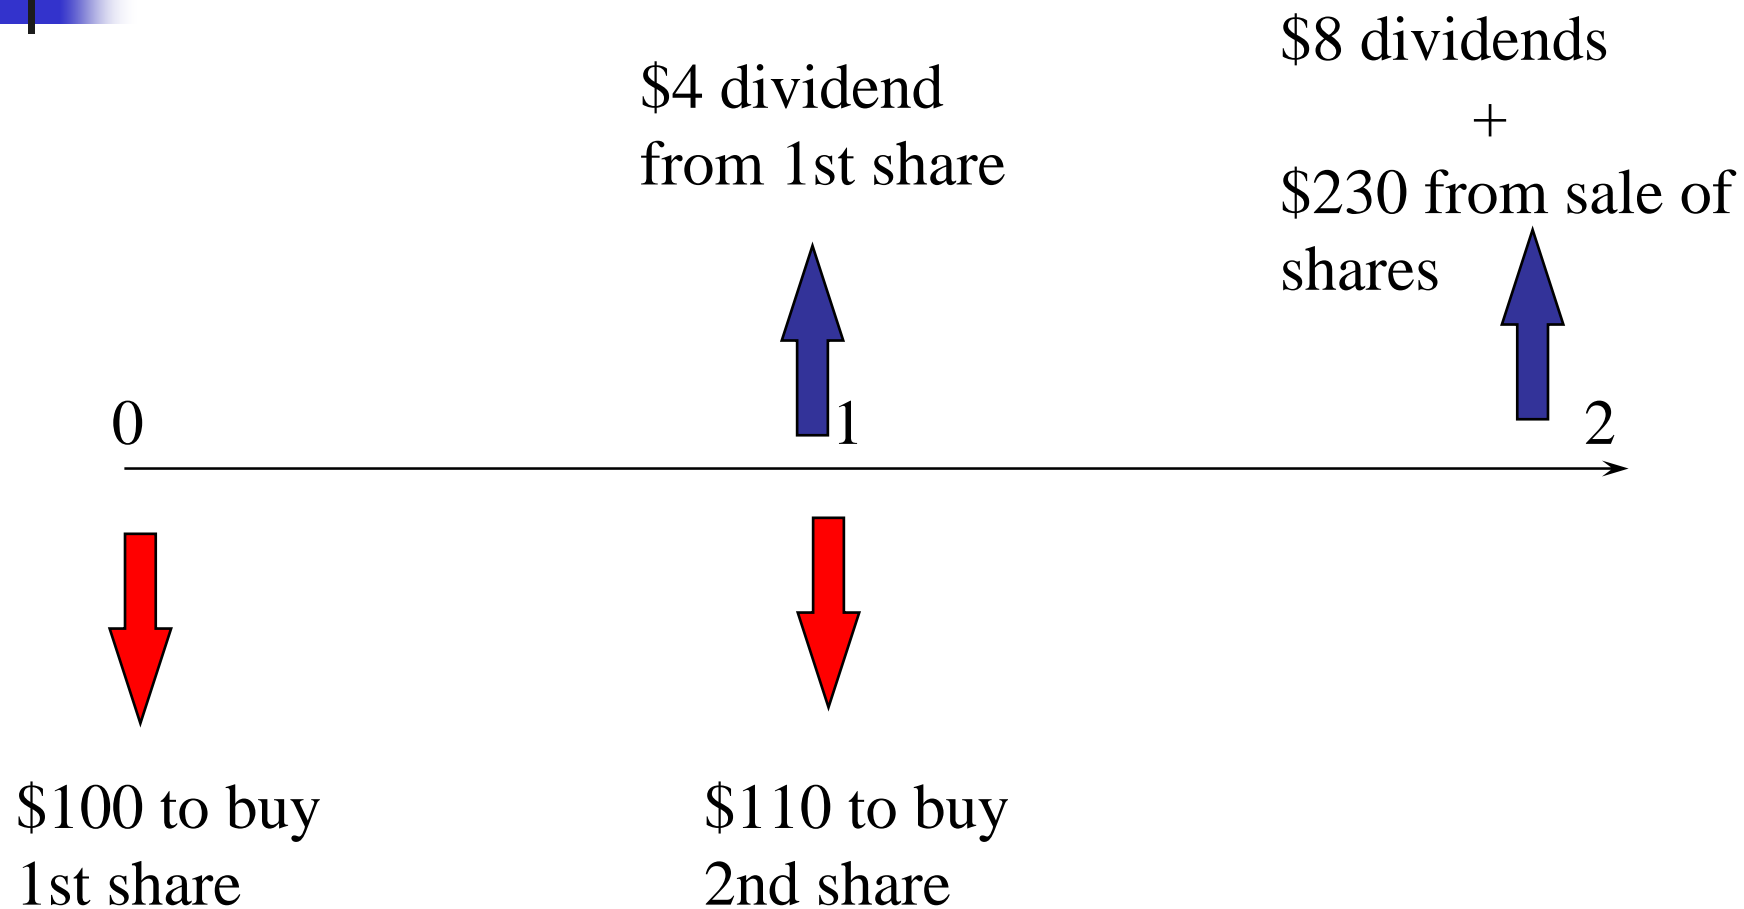 $4 dividend
from 1st share
$8 dividends
+
$230 from sale of
shares
0
1
2
$100 to buy
1st share
$110 to buy
2nd share